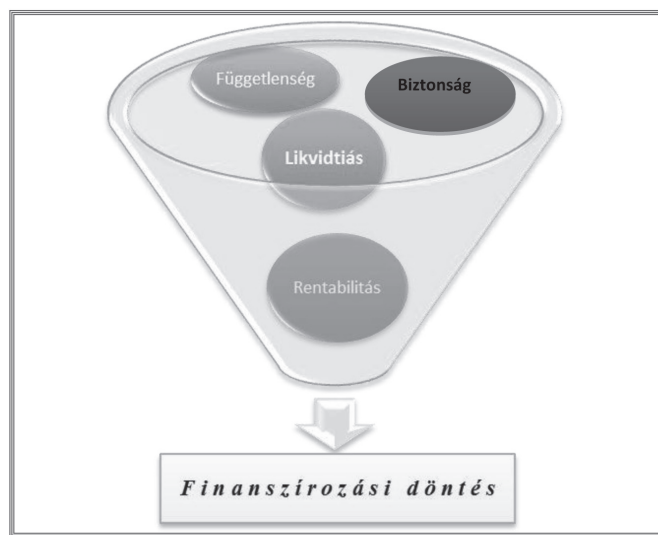 Függetlenség
Biztonság
Likvidtiás
Rentabilitás
Finanszírozási döntés